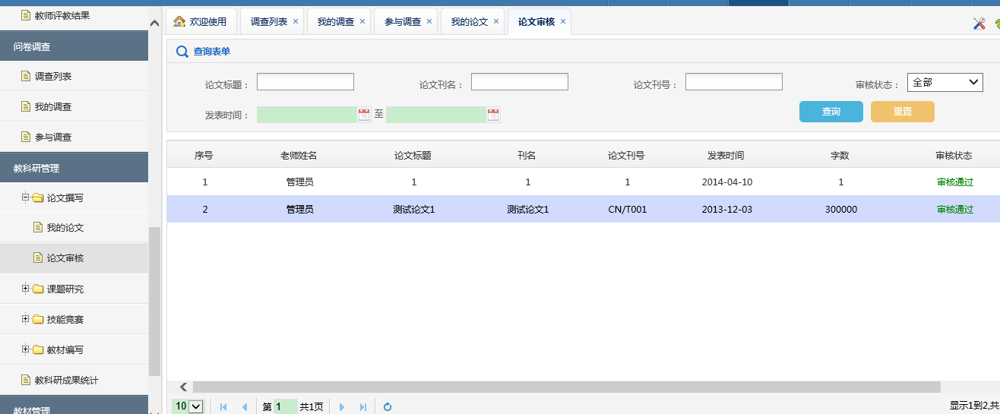 教师评教结果
问卷调查
调查列表
我的调查
参与调查
教科研管理
论文撰写
我的论文
论文审核
课题研究
技能竞赛
教材编写
教科研成果统计
教材管理
欢迎使用 调查列表 × 我的调查 × 参与调查 × 我的论文 × 论文审核 ×
查询表单
论文标题： 论文刊名： 论文刊号： 审核状态： 全部
发表时间： 至 查询 重置
序号 老师姓名 论文标题 刊名 论文刊号 发表时间 字数 审核状态
1 管理员 1 1 1 2014-04-10 1 审核通过
2 管理员 测试论文1 测试论文1 CN/T001 2013-12-03 300000 审核通过
10 第 1 共1页 显示1到2,共